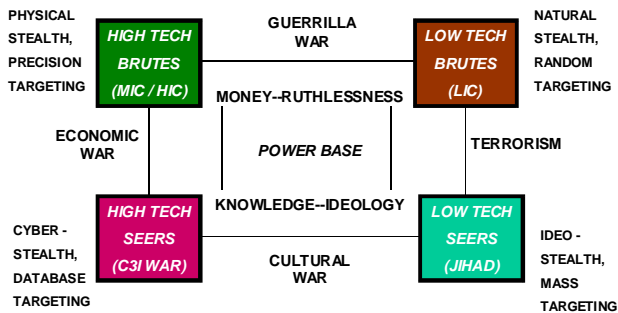 PHYSICAL
STEALTH,
PRECISION
TARGETING
HIGH TECH
BRUTES
(MIC / HIC)
GUERRILLA
WAR
LOW TECH
BRUTES
(LIC)
NATURAL
STEALTH,
RANDOM
TARGETING
MONEY--RUTHLESSNESS
ECONOMIC
WAR
POWER BASE
TERRORISM
KNOWLEDGE--IDEOLOGY
CYBER -
STEALTH,
DATABASE
TARGETING
HIGH TECH
SEERS
(C3I WAR)
CULTURAL
WAR
LOW TECH
SEERS
(JIHAD)
IDEO -
STEALTH,
MASS
TARGETING